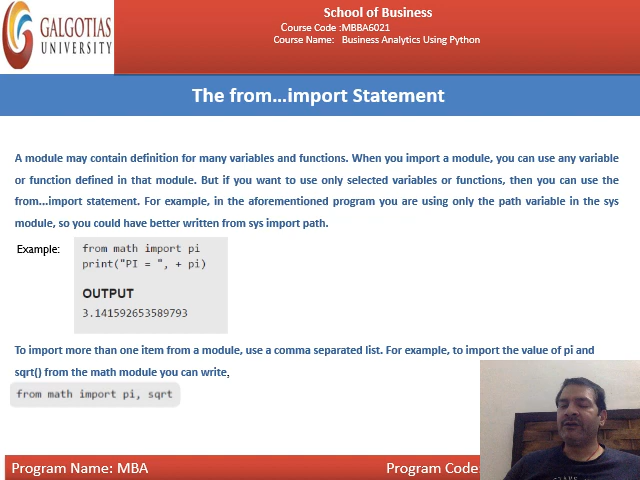 GALGOTIAS
UNIVERSITY
School of Business
Course Code :MBBA6021
Course Name: Business Analytics Using Python
The from...import Statement
A module may contain definition for many variables and functions. When you import a module, you can use any variable
or function defined in that module. But if you want to use only selected variables or functions, then you can use the
from...import statement. For example, in the aforementioned program you are using only the path variable in the sys
module, so you could have better written from sys import path.
Example:
from math import pi
print("PI = ", + pi)
OUTPUT
3.141592653589793
To import more than one item from a module, use a comma separated list. For example, to import the value of pi and
sqrt() from the math module you can write,
from math import pi, sqrt
Program Name: MBA
Program Code: